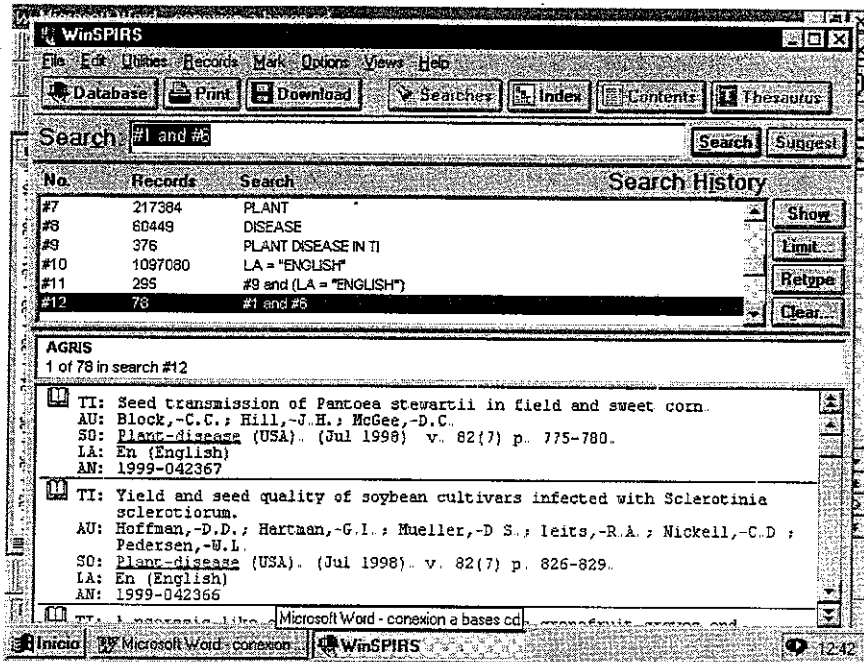 WinSPIRS
File Edit Utilities Records Mark Options Views Help
Database Print Download Searches Index Contents Thesaurus
Search: #1 and #6 Search Suggest
No. Records Search Search History
#7 217384 PLANT Show
#8 60449 DISEASE
#9 376 PLANT DISEASE IN TI Limit...
#10 1097080 LA = "ENGLISH"
#11 295 #9 and (LA = "ENGLISH") Retype
#12 78 #1 and #6 Clear...
AGRIS
1 of 78 in search #12
TI: Seed transmission of Pantoea stewartii in field and sweet corn.
AU: Block,-C.C.; Hill,-J.H.; McGee,-D.C.
SO: Plant-disease (USA). (Jul 1998) v. 82(7) p. 775-780.
LA: En (English)
AN: 1999-042367
TI: Yield and seed quality of soybean cultivars infected with Sclerotinia
sclerotiorum.
AU: Hoffman,-D.D.; Hartman,-G.I.; Mueller,-D S.; leits,-R.A.; Nickell,-C.D ;
Pedersen,-W.L.
SO: Plant-disease (USA). (Jul 1998) v. 82(7) p. 826-829.
LA: En (English)
AN: 1999-042366
Microsoft Word - conexion a bases cd
Inicio Microsoft Word - conexion ... WinSPIRS 12:42